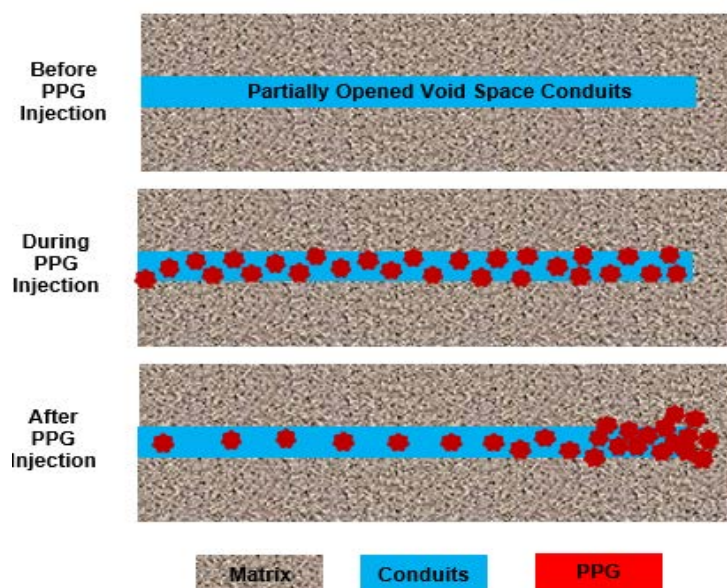 Before
PPG
Injection
Partially Opened Void Space Conduits
During
PPG
Injection
After
PPG
Injection
Matrix
Conduits
PPG